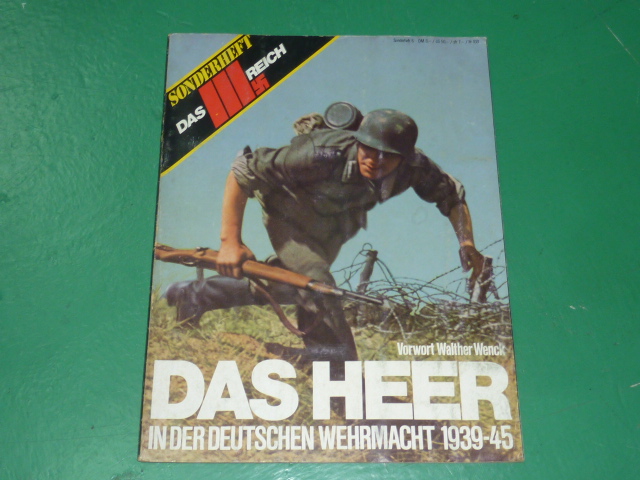 SONDERHEFT
DAS III REICH
Vorwort Walther Wenck
DAS HEER
IN DER DEUTSCHEN WEHRMACHT 1939-45